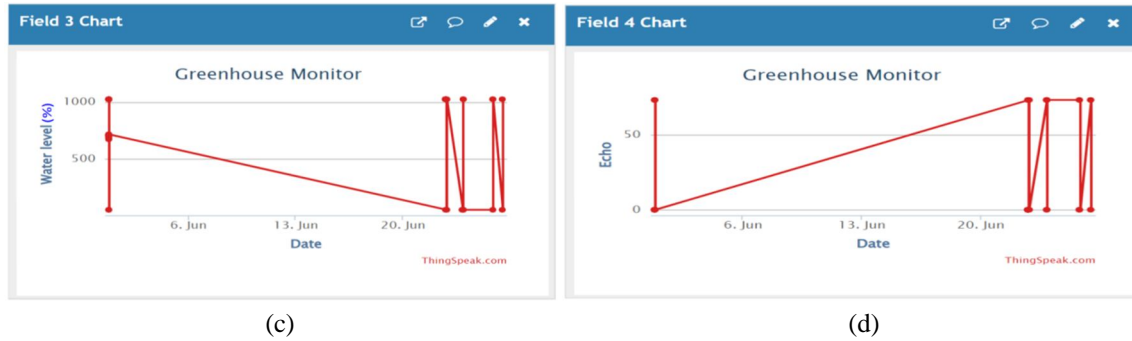 Field 3 Chart
Greenhouse Monitor
Water level (%)
1000
500
6. Jun
13. Jun
20. Jun
Date
ThingSpeak.com
(c)
Field 4 Chart
Greenhouse Monitor
Echo
50
0
6. Jun
13. Jun
20. Jun
Date
ThingSpeak.com
(d)